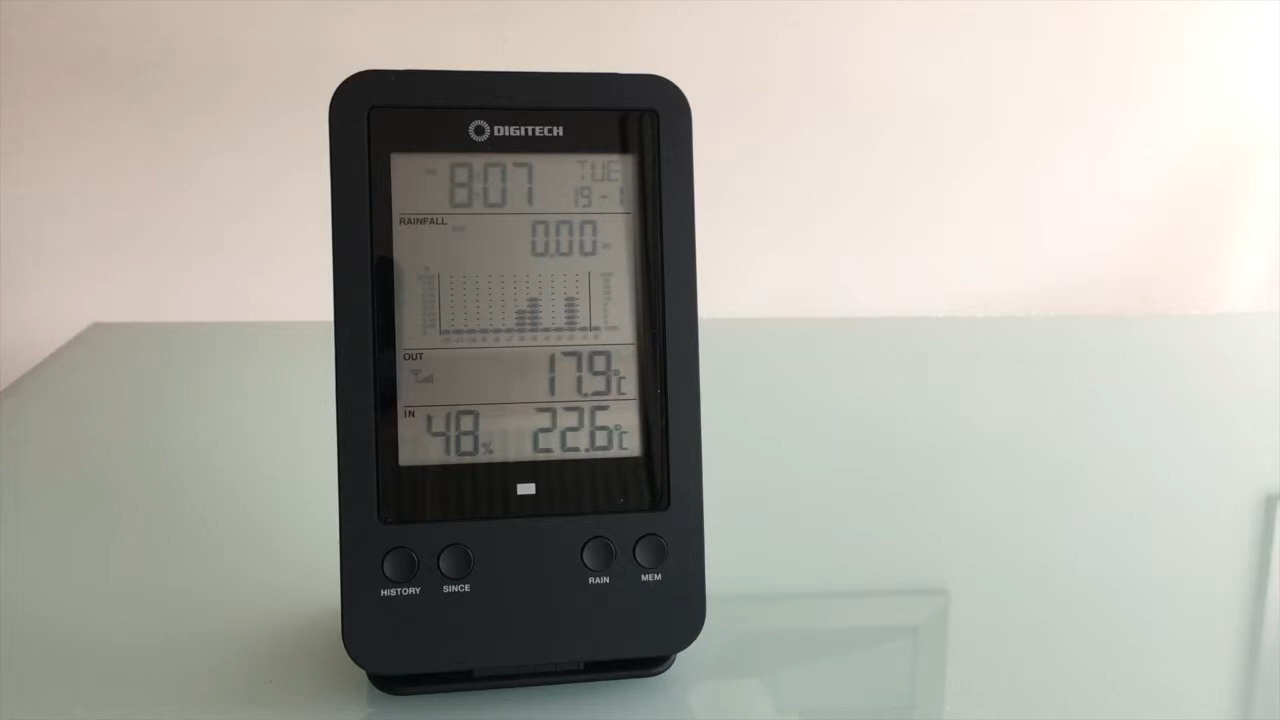 DIGITECH
8:07 TUE
19-1
RAINFALL
0.00
OUT
17.9°C
IN
48% 22.6°C
HISTORY SINCE RAIN MEM